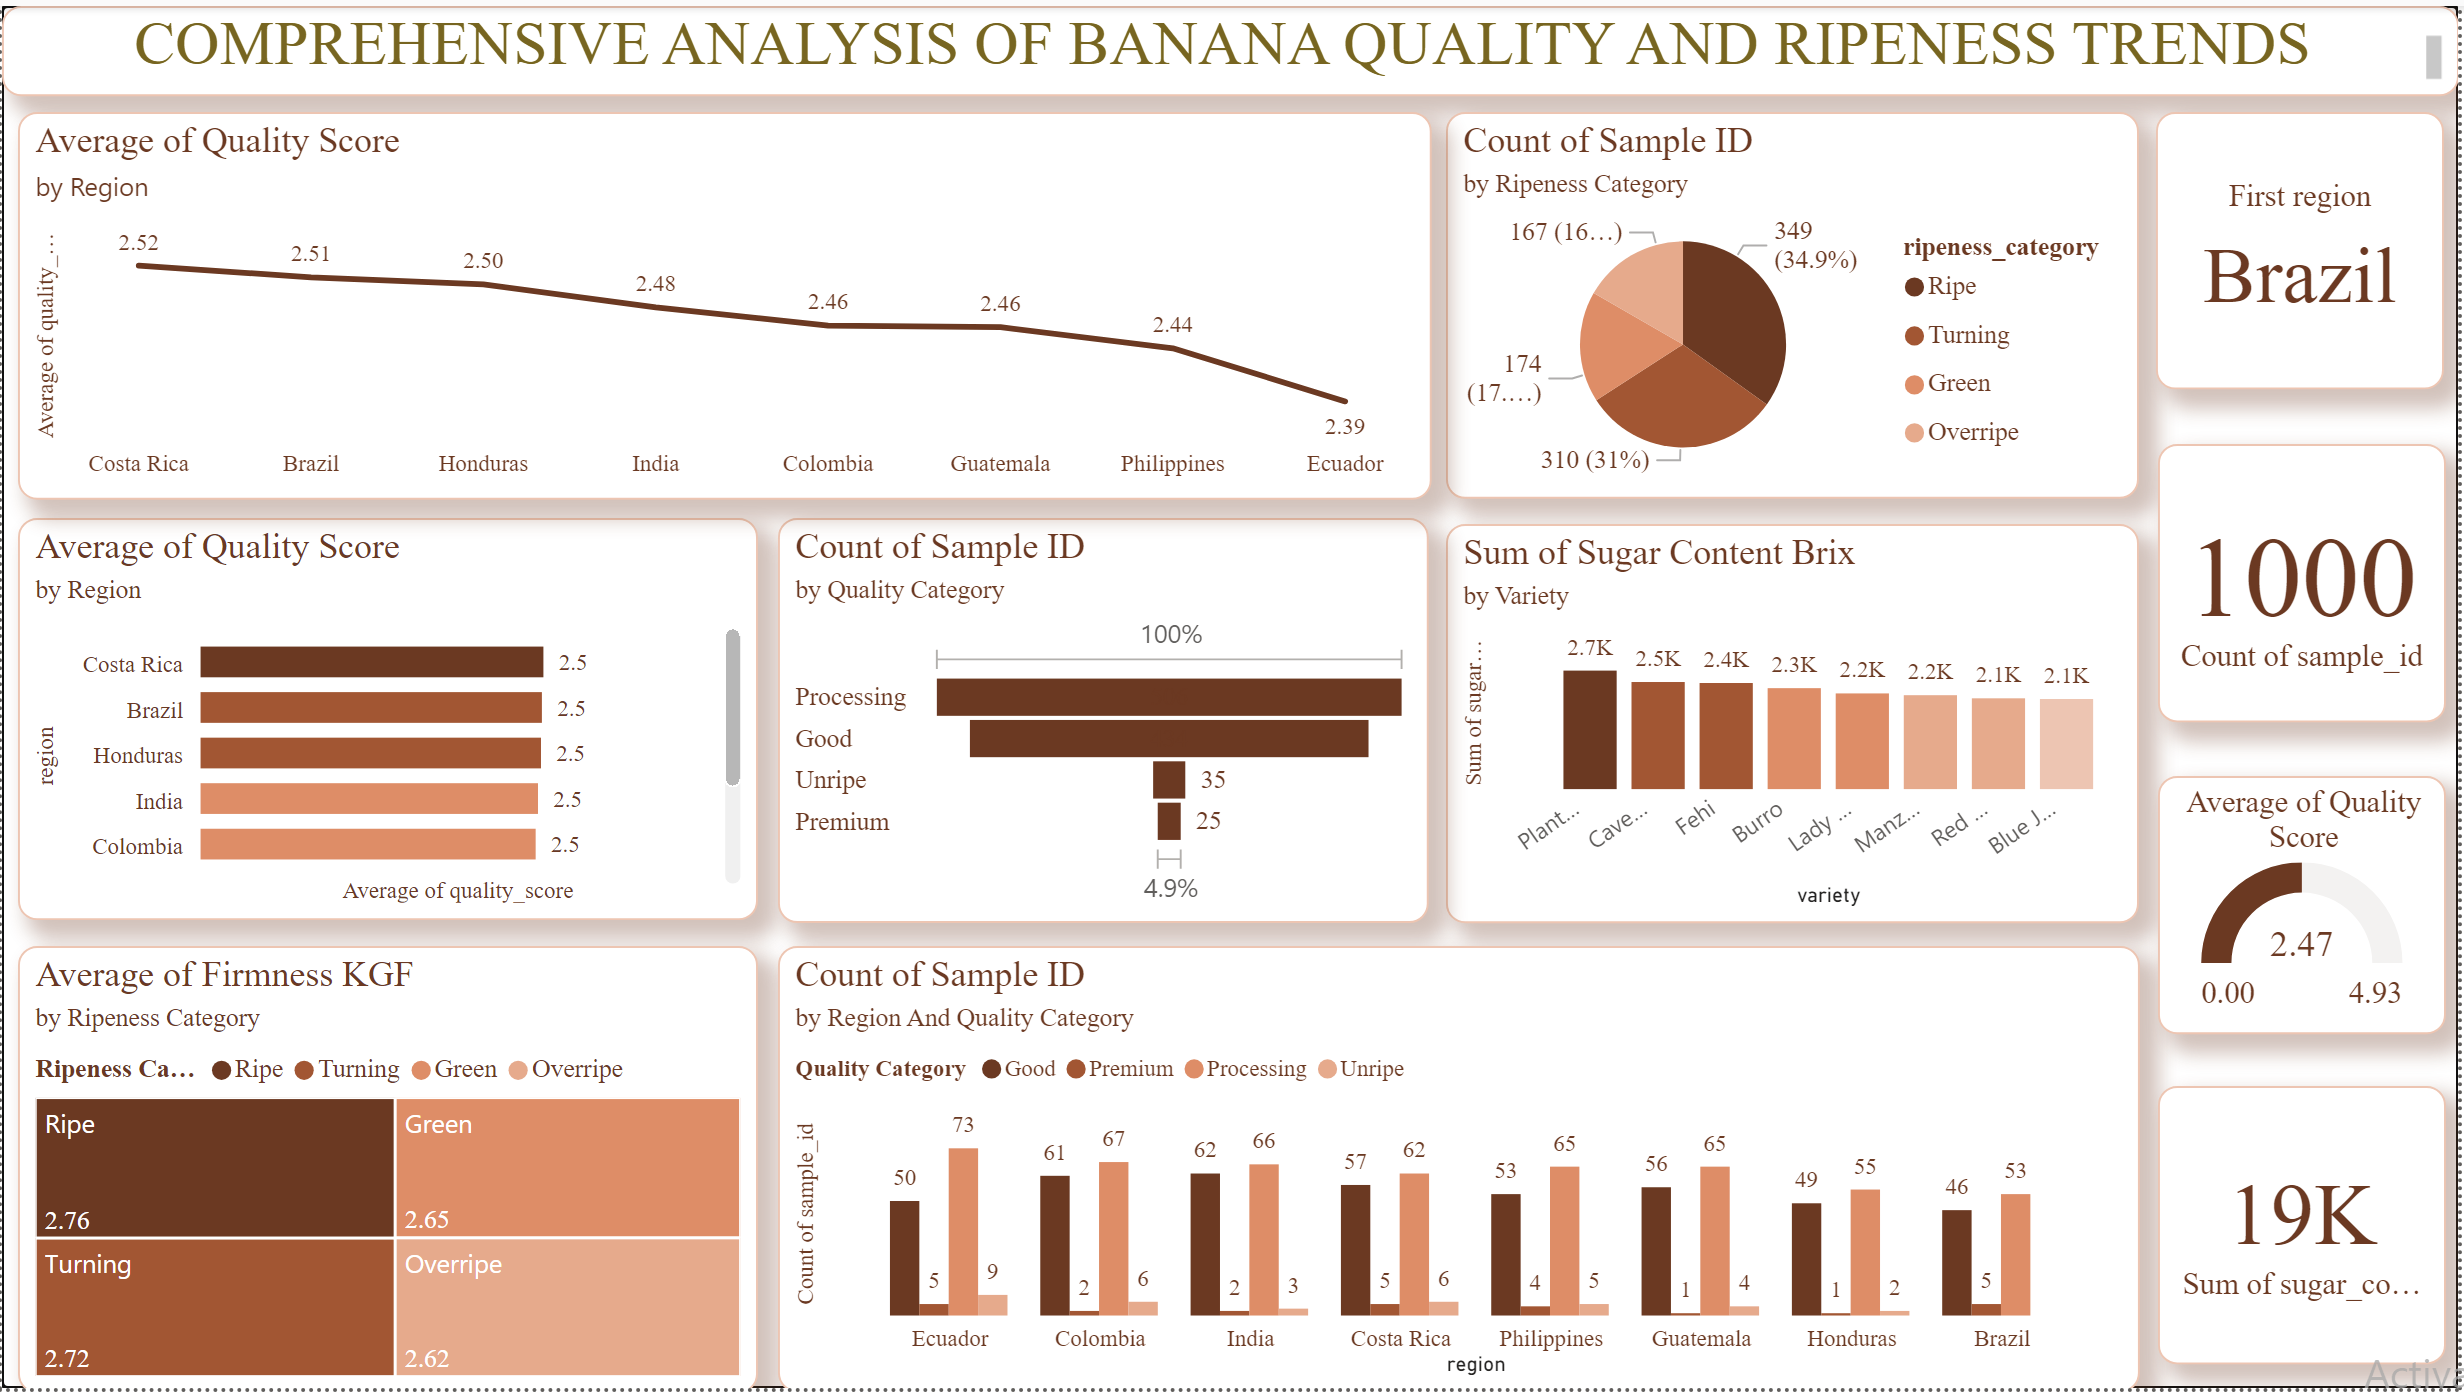 COMPREHENSIVE ANALYSIS OF BANANA QUALITY AND RIPENESS TRENDS
Average of Quality Score
by Region
Average of quality_...
2.52
2.51
2.50
2.48
2.46
2.46
2.44
2.39
Costa Rica
Brazil
Honduras
India
Colombia
Guatemala
Philippines
Ecuador
Count of Sample ID
by Ripeness Category
167 (16...)
349
(34.9%)
174
(17....)
310 (31%)
ripeness_category
Ripe
Turning
Green
Overripe
First region
Brazil
Average of Quality Score
by Region
region
Costa Rica 2.5
Brazil 2.5
Honduras 2.5
India 2.5
Colombia 2.5
Average of quality_score
Count of Sample ID
by Quality Category
100%
Processing
Good
Unripe 35
Premium 25
4.9%
Sum of Sugar Content Brix
by Variety
Sum of sugar...
2.7K
2.5K
2.4K
2.3K
2.2K
2.2K
2.1K
2.1K
Plant...
Cave...
Fehi
Burro
Lady ...
Manz...
Red ...
Blue J...
variety
1000
Count of sample_id
Average of Quality
Score
2.47
0.00
4.93
Average of Firmness KGF
by Ripeness Category
Ripeness Ca... Ripe Turning Green Overripe
Ripe
2.76
Green
2.65
Turning
2.72
Overripe
2.62
Count of Sample ID
by Region And Quality Category
Quality Category Good Premium Processing Unripe
Count of sample_id
50 5 73 9
61 2 67 6
62 2 66 3
57 5 62 6
53 4 65 5
56 1 65 4
49 1 55 2
46 5 53
Ecuador
Colombia
India
Costa Rica
Philippines
Guatemala
Honduras
Brazil
region
19K
Sum of sugar_co...